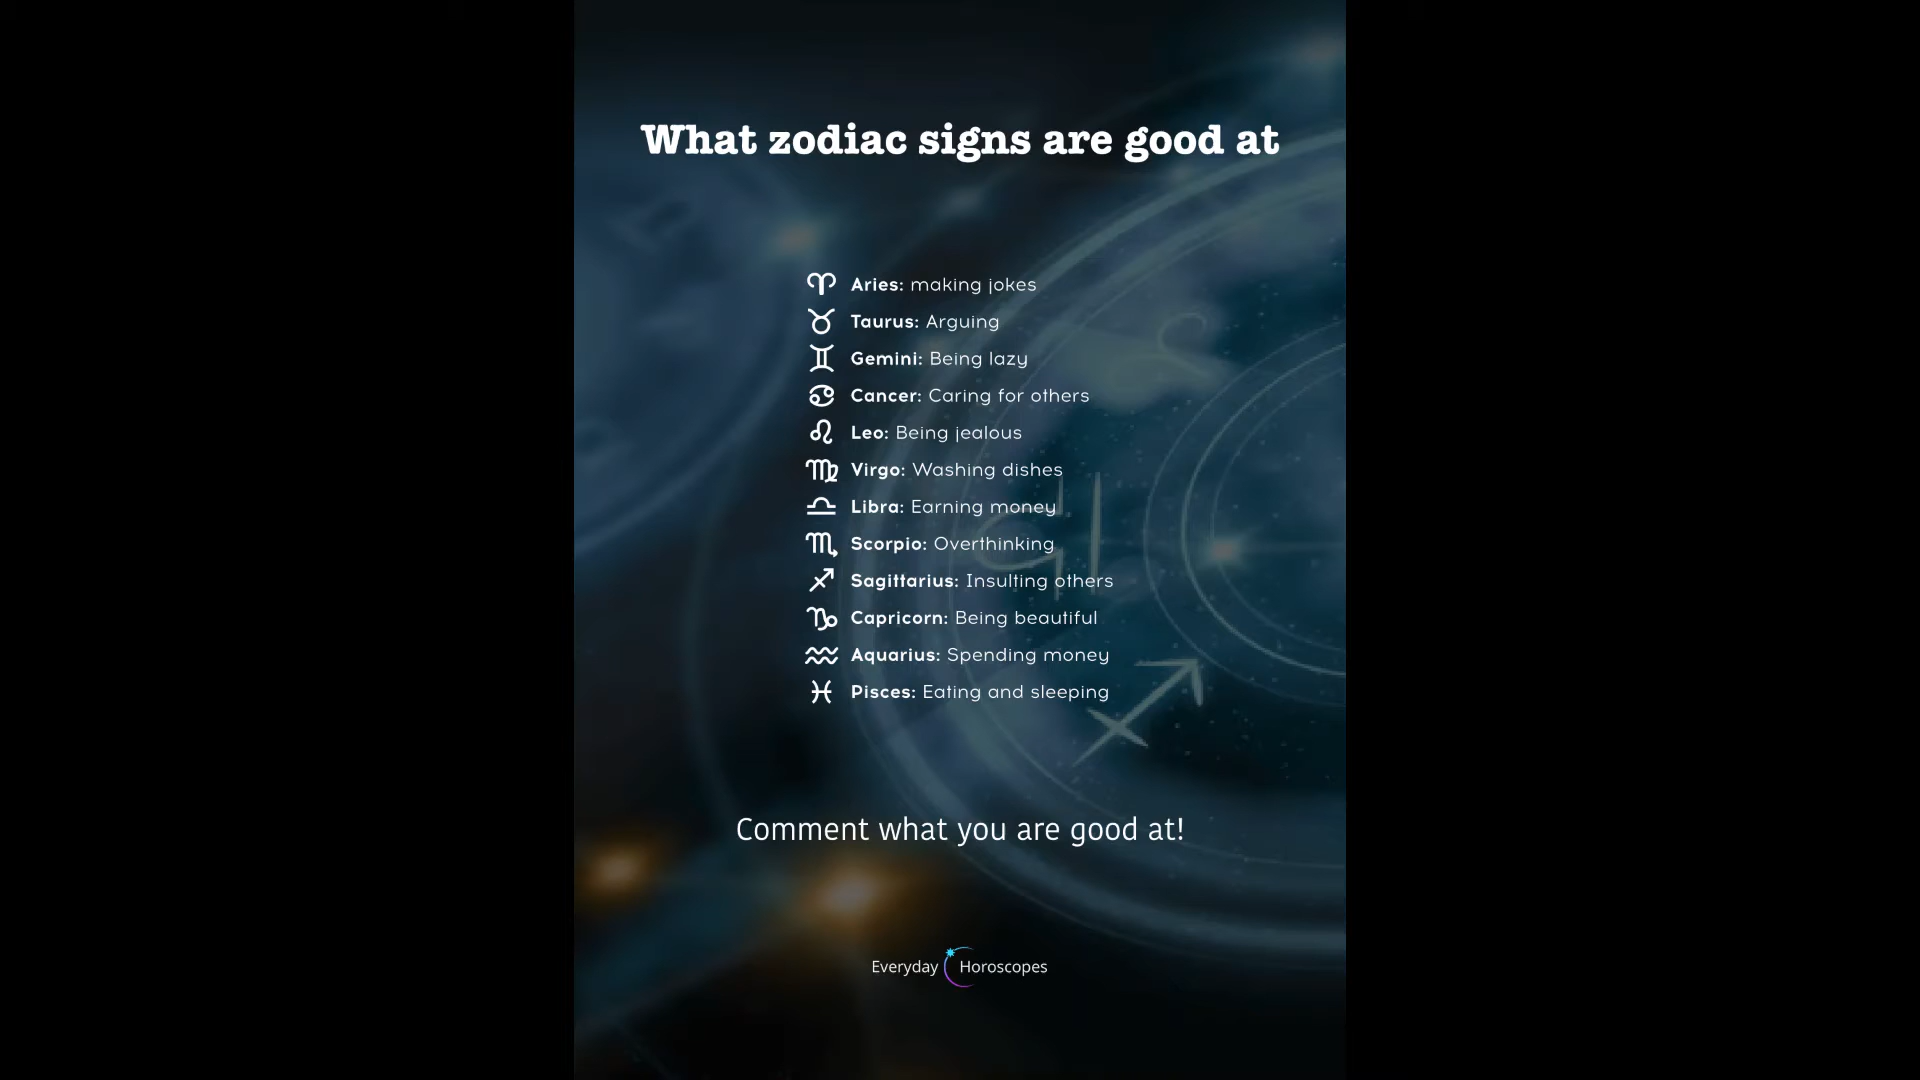 What zodiac signs are good at
♈ Aries: making jokes
♉ Taurus: Arguing
♊ Gemini: Being lazy
♋ Cancer: Caring for others
♌ Leo: Being jealous
♍ Virgo: Washing dishes
♎ Libra: Earning money
♏ Scorpio: Overthinking
♐ Sagittarius: Insulting others
♑ Capricorn: Being beautiful
♒ Aquarius: Spending money
♓ Pisces: Eating and sleeping
Comment what you are good at!
Everyday Horoscopes